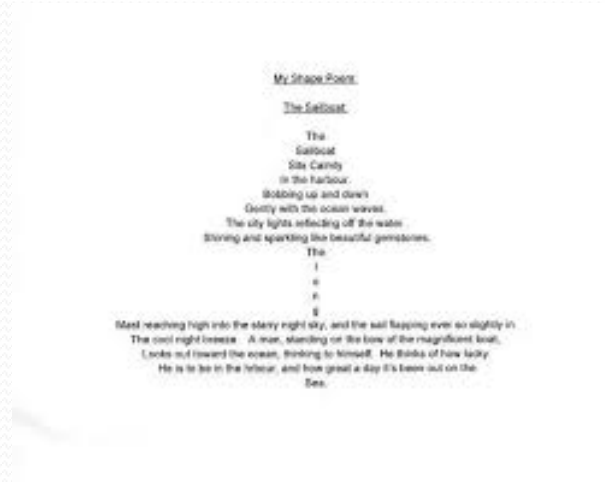 My Shape Poem
The Sailboat
The
Sailboat
Sits Calmly
In the harbour.
Bobbing up and down
Gently with the ocean waves.
The city lights reflecting off the water
Shining and sparkling like beautiful gemstones.
The
l
o
n
g
Mast reaching high into the starry night sky, and the sail flapping ever so slightly in
The cool night breeze. A man, standing on the bow of the magnificent boat,
Looks out toward the ocean, thinking to himself. He thinks of how lucky
He is to be in the hrbour, and how great a day it's been out on the
Sea.